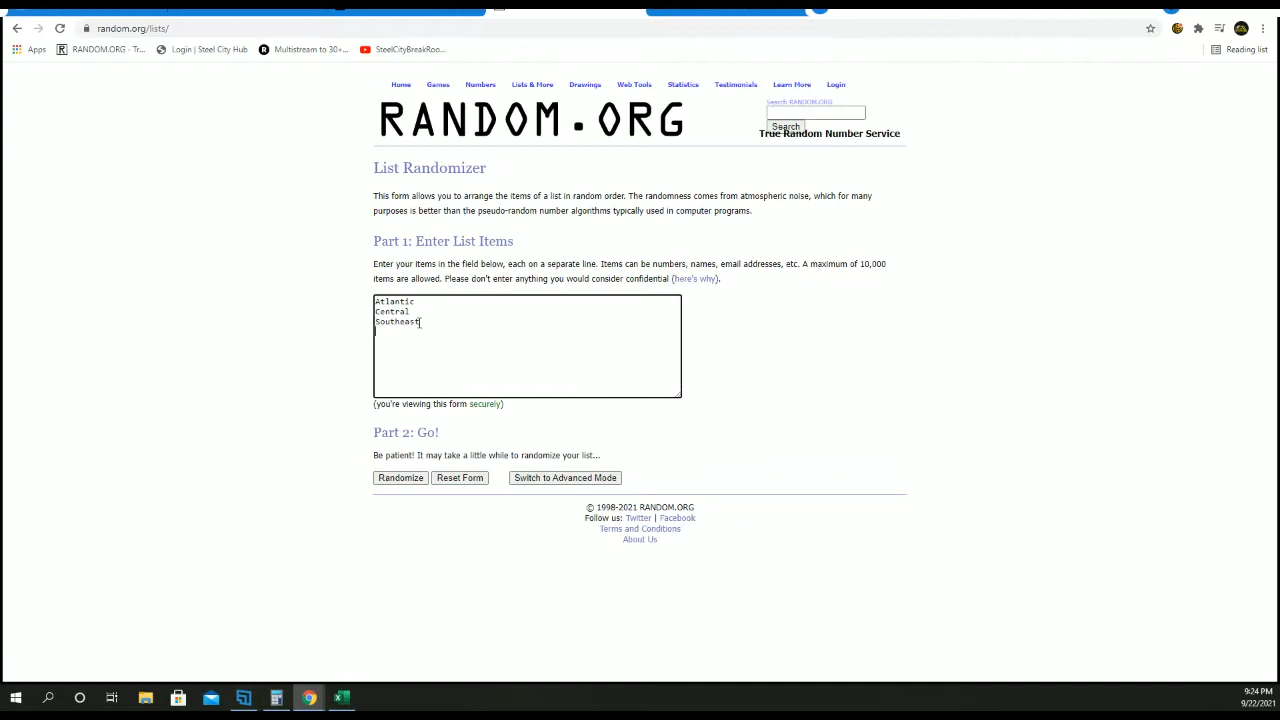 random.org/lists/
Reading list
Apps
RANDOM.ORG - Tr...
Login | Steel City Hub
Multistream to 30+...
SteelCityBreakRoo...
Home Games Numbers Lists & More Drawings Web Tools Statistics Testimonials Learn More Login
Search RANDOM.ORG
RANDOM.ORG
Search
True Random Number Service
List Randomizer
This form allows you to arrange the items of a list in random order. The randomness comes from atmospheric noise, which for many
purposes is better than the pseudo-random number algorithms typically used in computer programs.
Part 1: Enter List Items
Enter your items in the field below, each on a separate line. Items can be numbers, names, email addresses, etc. A maximum of 10,000
items are allowed. Please don't enter anything you would consider confidential (here's why).
Atlantic
Central
Southeast
(you're viewing this form securely)
Part 2: Go!
Be patient! It may take a little while to randomize your list...
Randomize Reset Form Switch to Advanced Mode
© 1998-2021 RANDOM.ORG
Follow us: Twitter | Facebook
Terms and Conditions
About Us
9:24 PM
9/22/2021